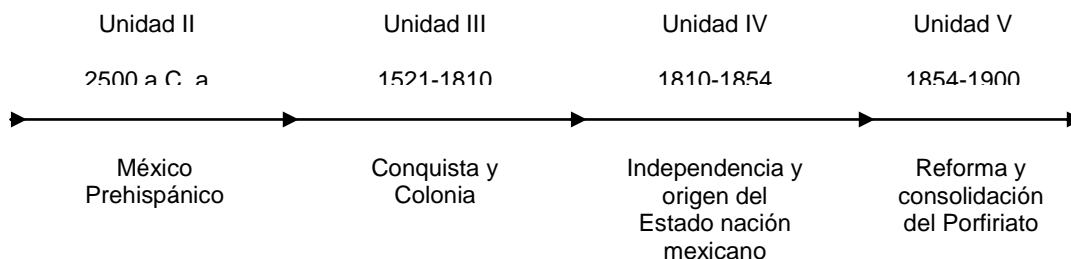 Unidad II
Unidad III
Unidad IV
Unidad V
2500 a C a
1521-1810
1810-1854
1854-1900
México
Prehispánico
Conquista y
Colonia
Independencia y
origen del
Estado nación
mexicano
Reforma y
consolidación
del Porfiriato